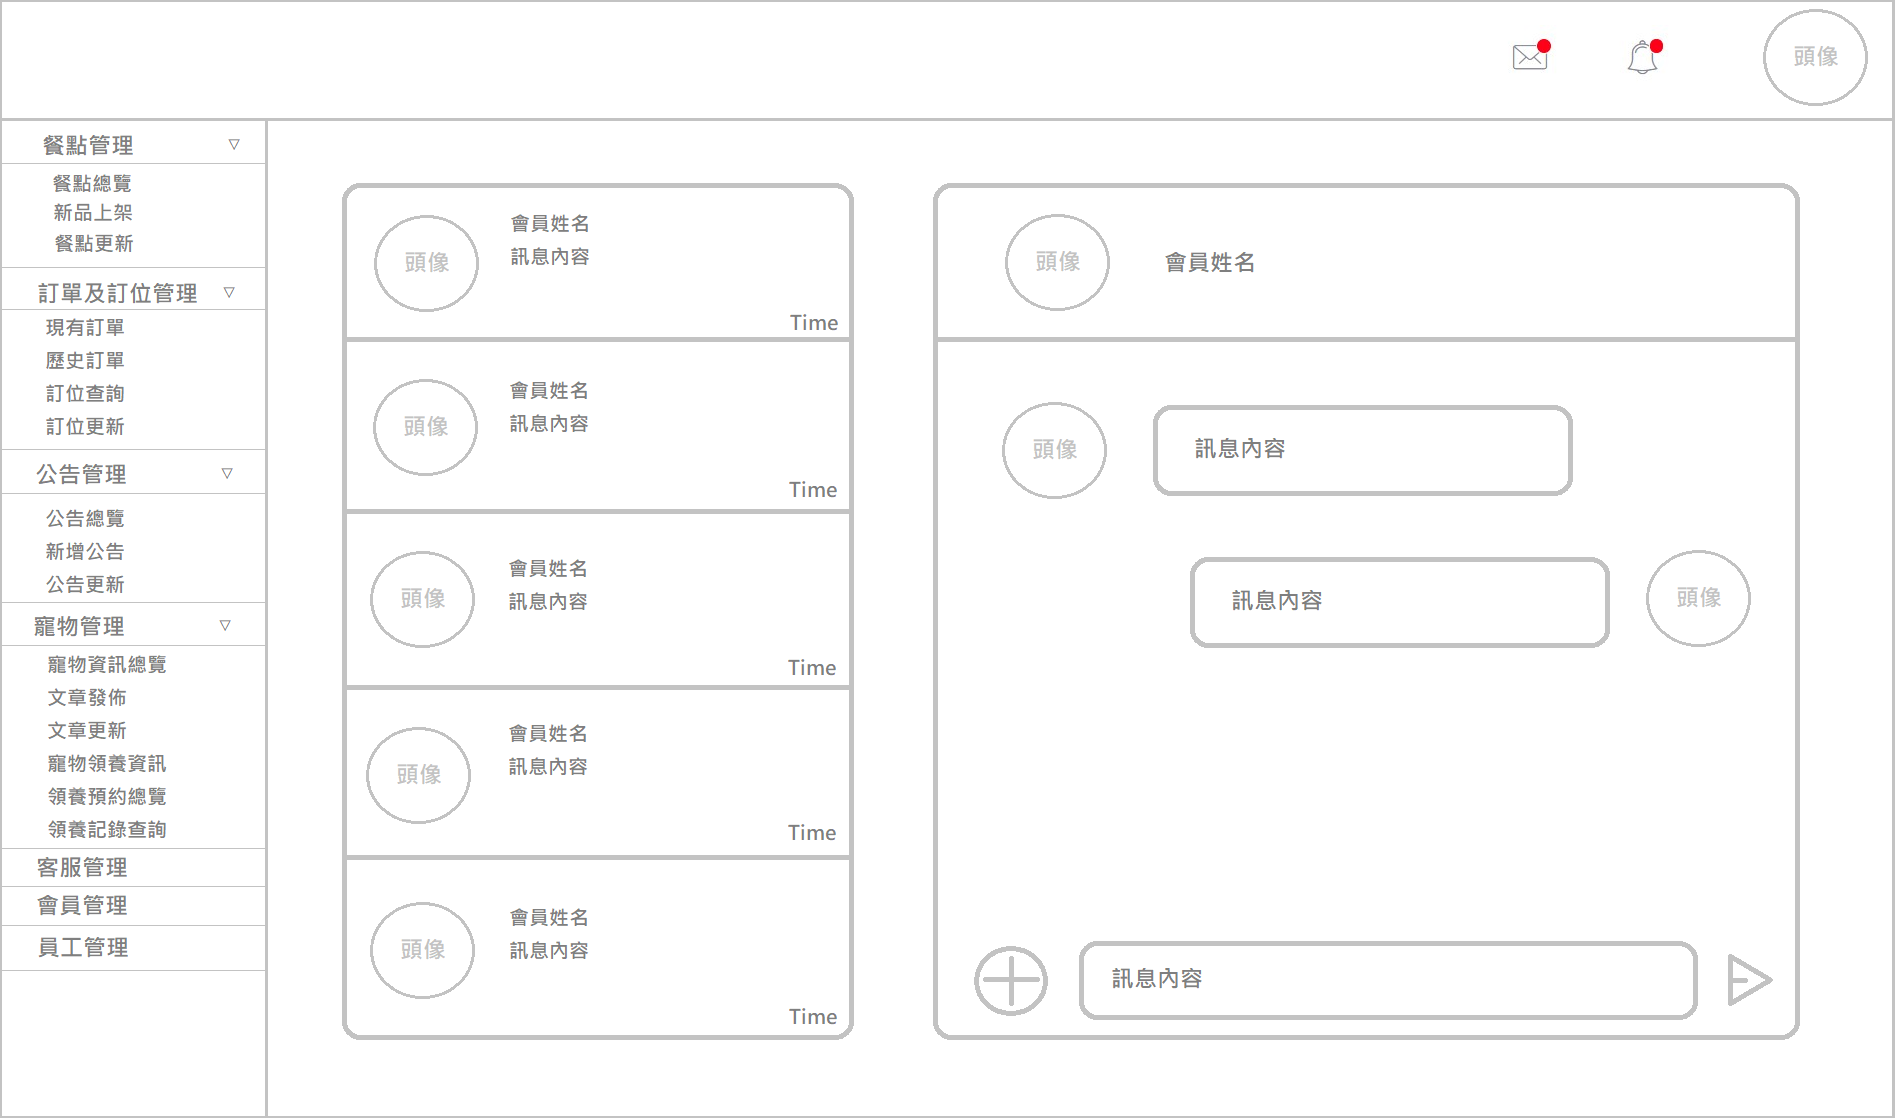 頭像
餐點管理
餐點總覽
新品上架
餐點更新
訂單及訂位管理
現有訂單
歷史訂單
訂位查詢
訂位更新
公告管理
公告總覽
新增公告
公告更新
寵物管理
寵物資訊總覽
文章發佈
文章更新
寵物領養資訊
領養預約總覽
領養記錄查詢
客服管理
會員管理
員工管理
頭像
會員姓名
訊息內容
Time
頭像
會員姓名
訊息內容
Time
頭像
會員姓名
訊息內容
Time
頭像
會員姓名
訊息內容
Time
頭像
會員姓名
訊息內容
Time
頭像
會員姓名
頭像
訊息內容
訊息內容
頭像
訊息內容